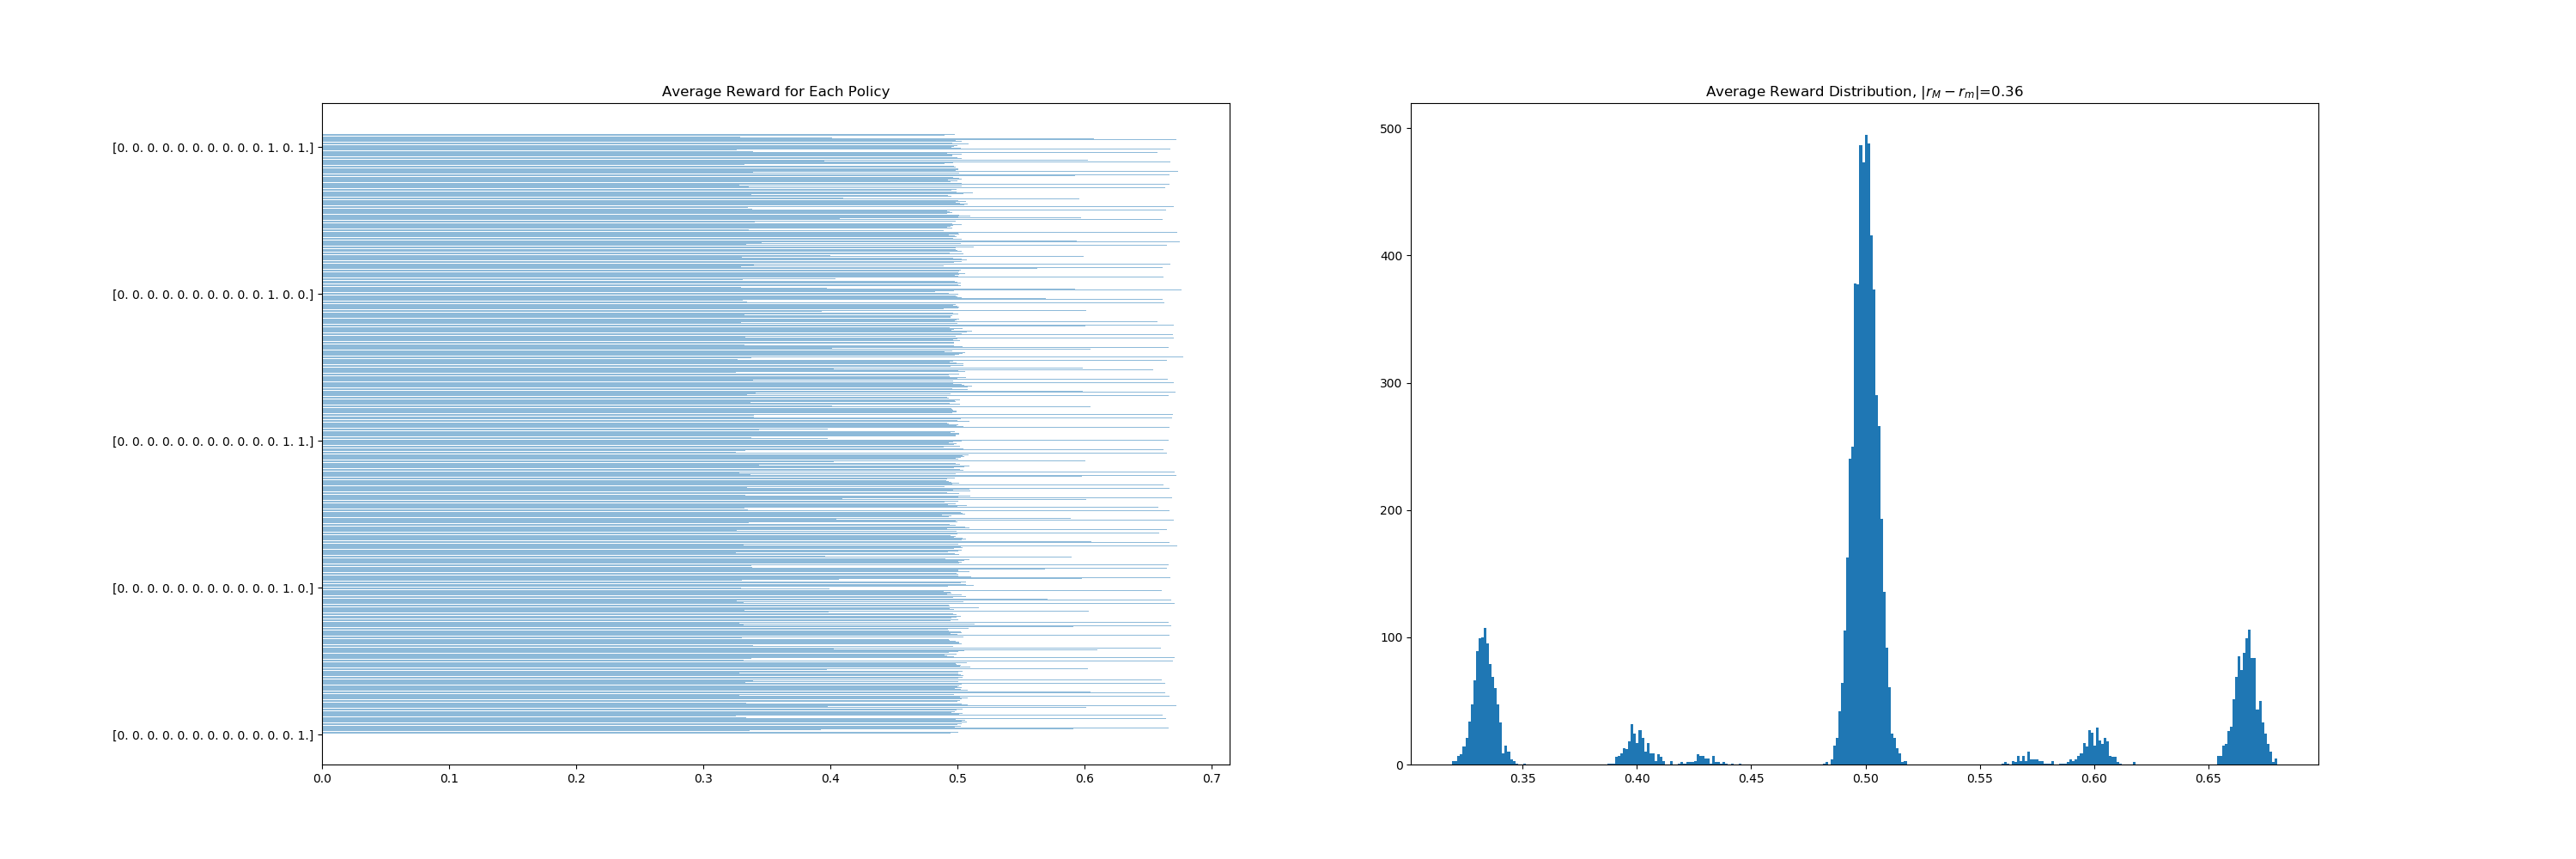 Average Reward for Each Policy
[0. 0. 0. 0. 0. 0. 0. 0. 0. 0. 1. 0. 1.]
[0. 0. 0. 0. 0. 0. 0. 0. 0. 0. 1. 0. 0.]
[0. 0. 0. 0. 0. 0. 0. 0. 0. 0. 0. 1. 1.]
[0. 0. 0. 0. 0. 0. 0. 0. 0. 0. 0. 1. 0.]
[0. 0. 0. 0. 0. 0. 0. 0. 0. 0. 0. 0. 1.]
0.0 0.1 0.2 0.3 0.4 0.5 0.6 0.7
Average Reward Distribution, |r_M − r_m|=0.36
500
400
300
200
100
0
0.35 0.40 0.45 0.50 0.55 0.60 0.65